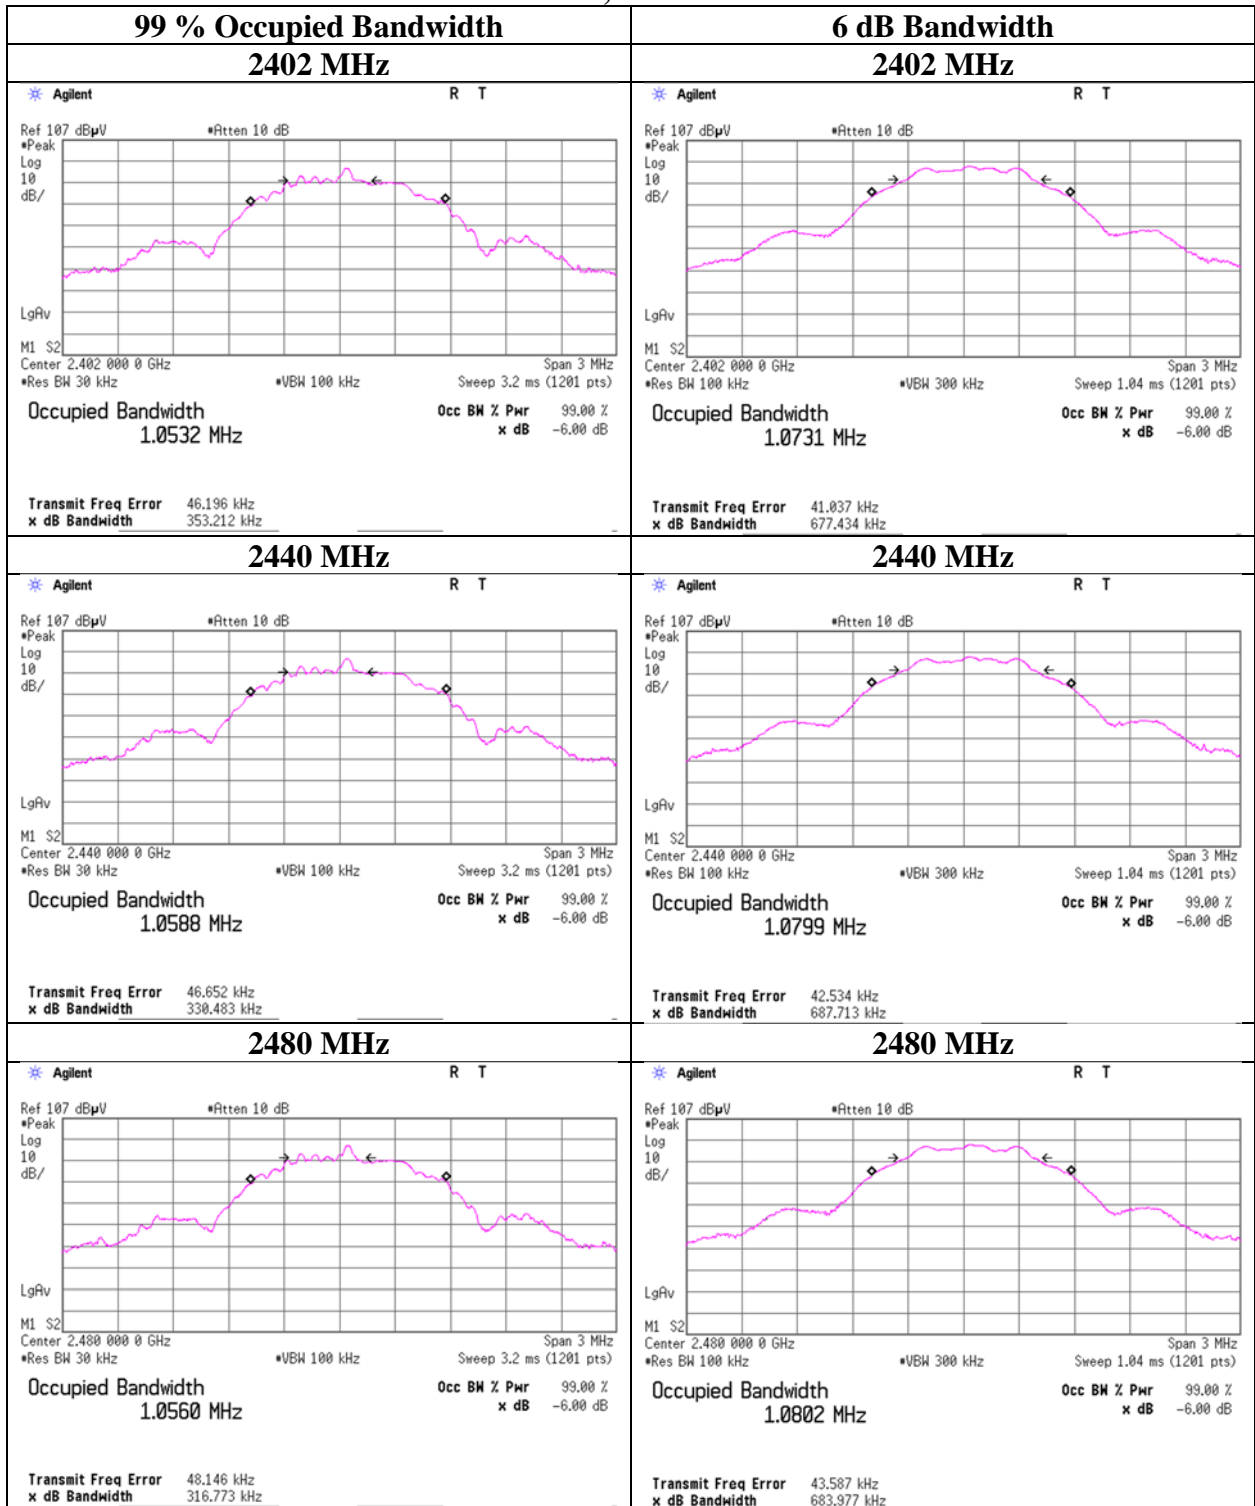 99 % Occupied Bandwidth
6 dB Bandwidth
2402 MHz
2402 MHz
Agilent
R T
Ref 107 dBµV
*Atten 10 dB
*Peak
Log
10
dB/
LgAv
M1 S2
Center 2.402 000 0 GHz
Span 3 MHz
*Res BW 30 kHz
*VBW 100 kHz
Sweep 3.2 ms (1201 pts)
Occupied Bandwidth
Occ BW % Pwr 99.00 %
1.0532 MHz
x dB -6.00 dB
Transmit Freq Error 46.196 kHz
x dB Bandwidth 353.212 kHz
Agilent
R T
Ref 107 dBµV
*Atten 10 dB
*Peak
Log
10
dB/
LgAv
M1 S2
Center 2.402 000 0 GHz
Span 3 MHz
*Res BW 100 kHz
*VBW 300 kHz
Sweep 1.04 ms (1201 pts)
Occupied Bandwidth
Occ BW % Pwr 99.00 %
1.0731 MHz
x dB -6.00 dB
Transmit Freq Error 41.037 kHz
x dB Bandwidth 677.434 kHz
2440 MHz
2440 MHz
Agilent
R T
Ref 107 dBµV
*Atten 10 dB
*Peak
Log
10
dB/
LgAv
M1 S2
Center 2.440 000 0 GHz
Span 3 MHz
*Res BW 30 kHz
*VBW 100 kHz
Sweep 3.2 ms (1201 pts)
Occupied Bandwidth
Occ BW % Pwr 99.00 %
1.0588 MHz
x dB -6.00 dB
Transmit Freq Error 46.652 kHz
x dB Bandwidth 330.483 kHz
Agilent
R T
Ref 107 dBµV
*Atten 10 dB
*Peak
Log
10
dB/
LgAv
M1 S2
Center 2.440 000 0 GHz
Span 3 MHz
*Res BW 100 kHz
*VBW 300 kHz
Sweep 1.04 ms (1201 pts)
Occupied Bandwidth
Occ BW % Pwr 99.00 %
1.0799 MHz
x dB -6.00 dB
Transmit Freq Error 42.534 kHz
x dB Bandwidth 687.713 kHz
2480 MHz
2480 MHz
Agilent
R T
Ref 107 dBµV
*Atten 10 dB
*Peak
Log
10
dB/
LgAv
M1 S2
Center 2.480 000 0 GHz
Span 3 MHz
*Res BW 30 kHz
*VBW 100 kHz
Sweep 3.2 ms (1201 pts)
Occupied Bandwidth
Occ BW % Pwr 99.00 %
1.0560 MHz
x dB -6.00 dB
Transmit Freq Error 48.146 kHz
x dB Bandwidth 316.773 kHz
Agilent
R T
Ref 107 dBµV
*Atten 10 dB
*Peak
Log
10
dB/
LgAv
M1 S2
Center 2.480 000 0 GHz
Span 3 MHz
*Res BW 100 kHz
*VBW 300 kHz
Sweep 1.04 ms (1201 pts)
Occupied Bandwidth
Occ BW % Pwr 99.00 %
1.0802 MHz
x dB -6.00 dB
Transmit Freq Error 43.587 kHz
x dB Bandwidth 683.977 kHz